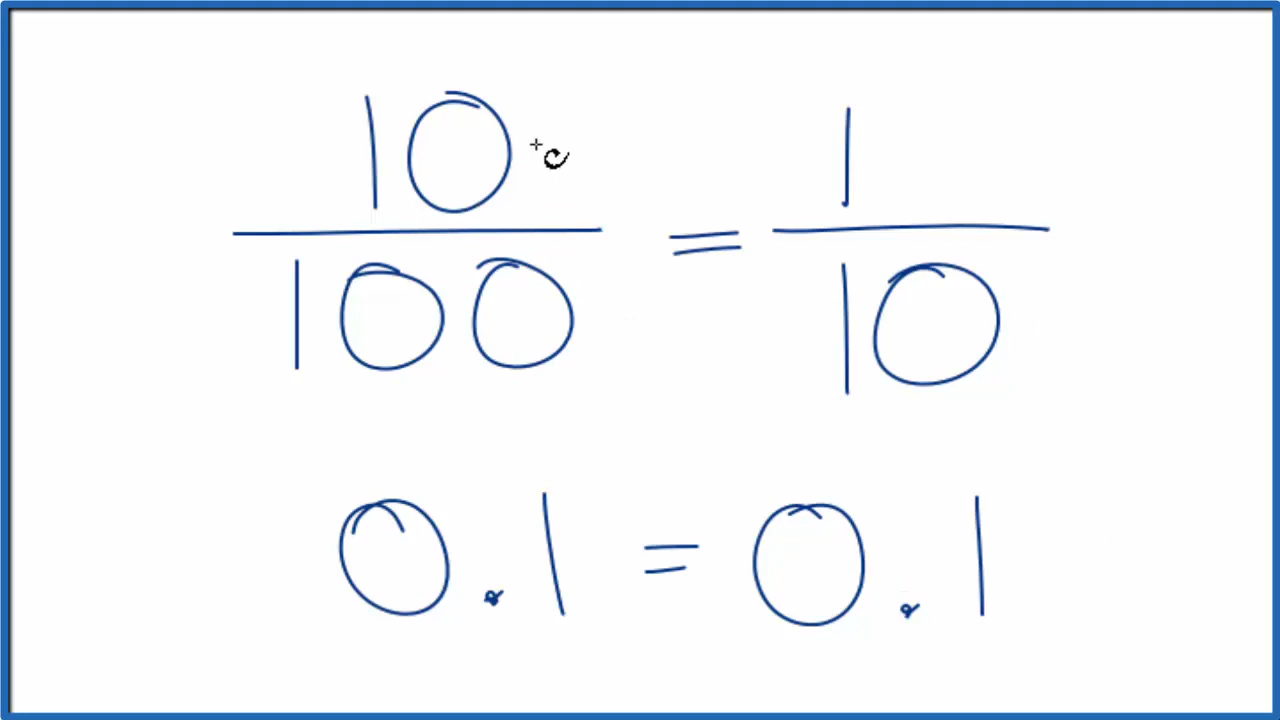 10/100 = 1/10
0.1 = 0.1